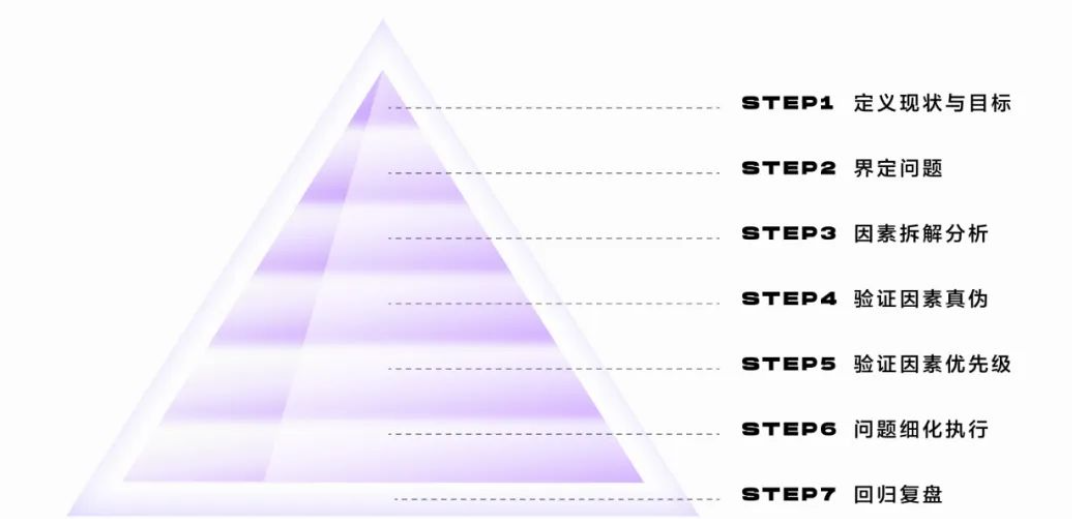 STEP1 定义现状与目标
STEP2 界定问题
STEP3 因素拆解分析
STEP4 验证因素真伪
STEP5 验证因素优先级
STEP6 问题细化执行
STEP7 回归复盘